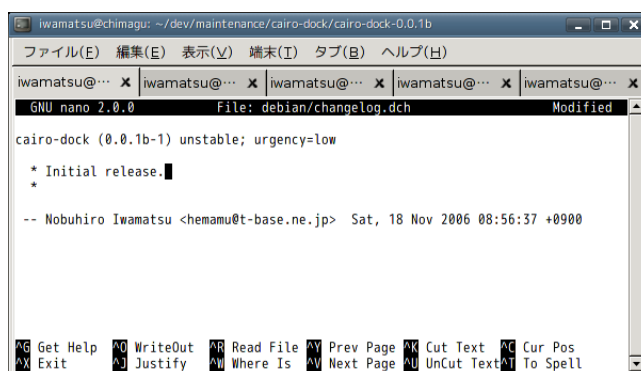 iwamatsu@chimagu: ~/dev/maintenance/cairo-dock/cairo-dock-0.0.1b
ファイル(F) 編集(E) 表示(V) 端末(T) タブ(B) ヘルプ(H)
iwamatsu@… x iwamatsu@… x iwamatsu@… x iwamatsu@… x iwamatsu@… x
GNU nano 2.0.0 File: debian/changelog.dch Modified
cairo-dock (0.0.1b-1) unstable; urgency=low
* Initial release.
*
-- Nobuhiro Iwamatsu <hemamu@t-base.ne.jp> Sat, 18 Nov 2006 08:56:37 +0900
^G Get Help ^O WriteOut ^R Read File ^Y Prev Page ^K Cut Text ^C Cur Pos
^X Exit ^J Justify ^W Where Is ^V Next Page ^U UnCut Text ^T To Spell